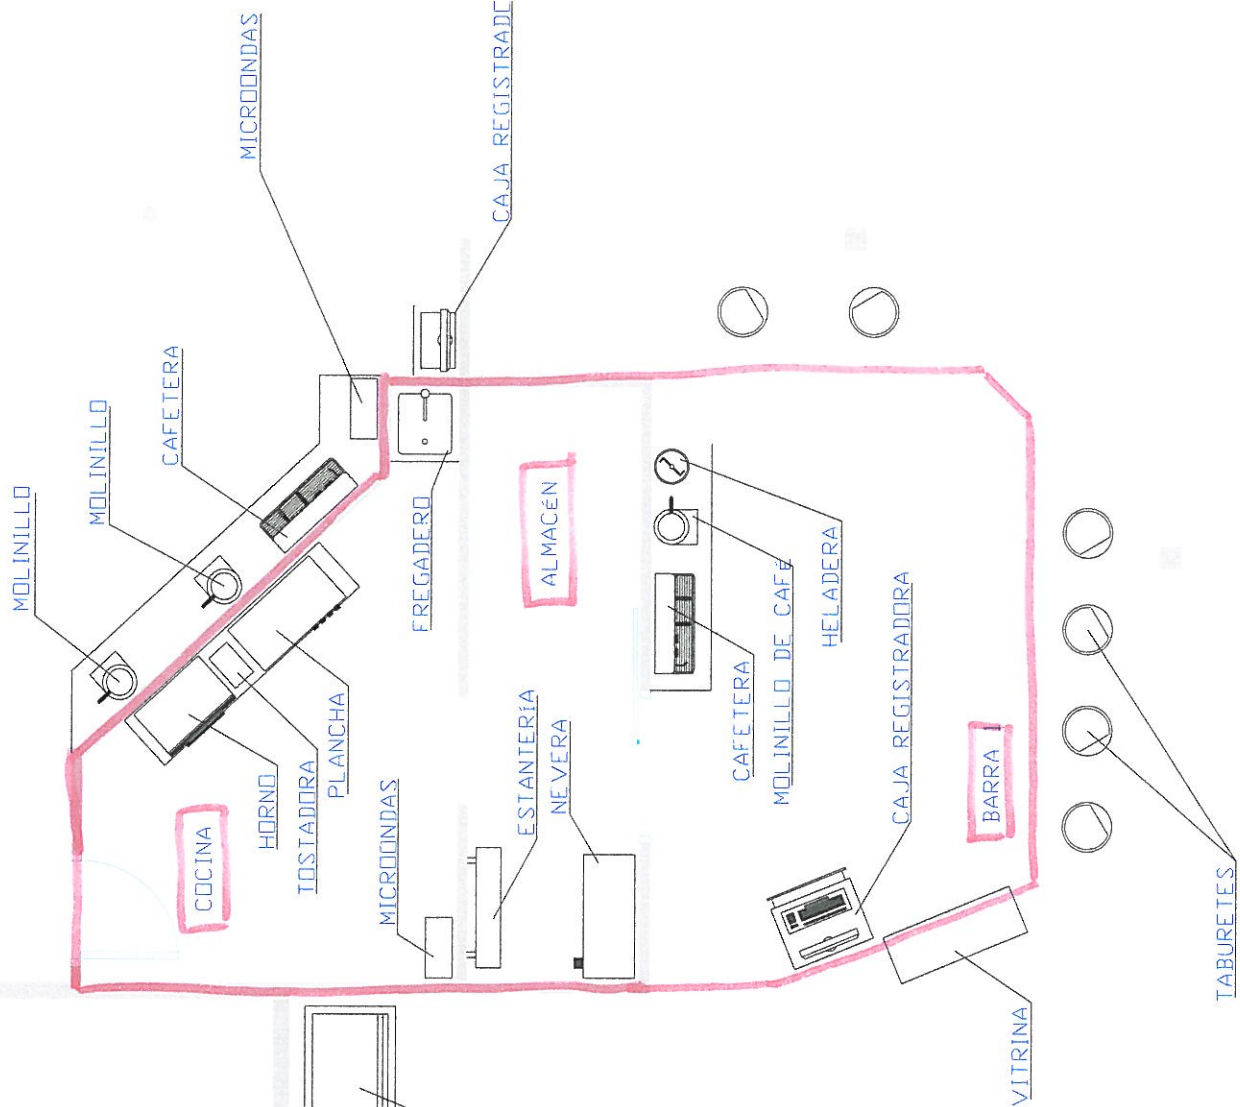 MICROONDAS
CAJA REGISTRADO
CAFETERA
MOLINILLO
MOLINILLO
FREGADERO
ALMACÉN
HELADERA
MOLINILLO DE CAFÉ
CAFETERA
CAJA REGISTRADORA
PLANCHA
TOSTADORA
HORNO
COCINA
MICROONDAS
ESTANTERÍA
NEVERA
BARRA
VITRINA
TABURETES